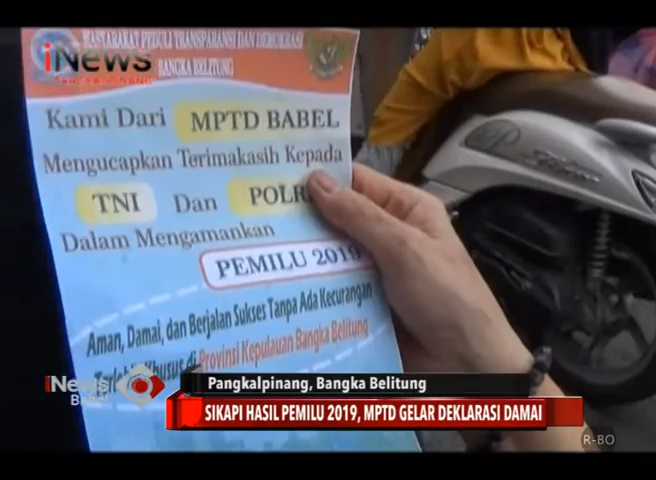 MASYARAKAT PEDULI TRANSPARANSI DAN DEMOKRASI
BANGKA BELITUNG
iNews
Kami Dari MPTD BABEL
Mengucapkan Terimakasih Kepada
TNI Dan POLR
Dalam Mengamankan
PEMILU 2019
Aman, Damai, dan Berjalan Sukses Tanpa Ada Kecurangan
di Provinsi Kepulauan Bangka Belitung
iNews
Pangkalpinang, Bangka Belitung
SIKAPI HASIL PEMILU 2019, MPTD GELAR DEKLARASI DAMAI
R-BO